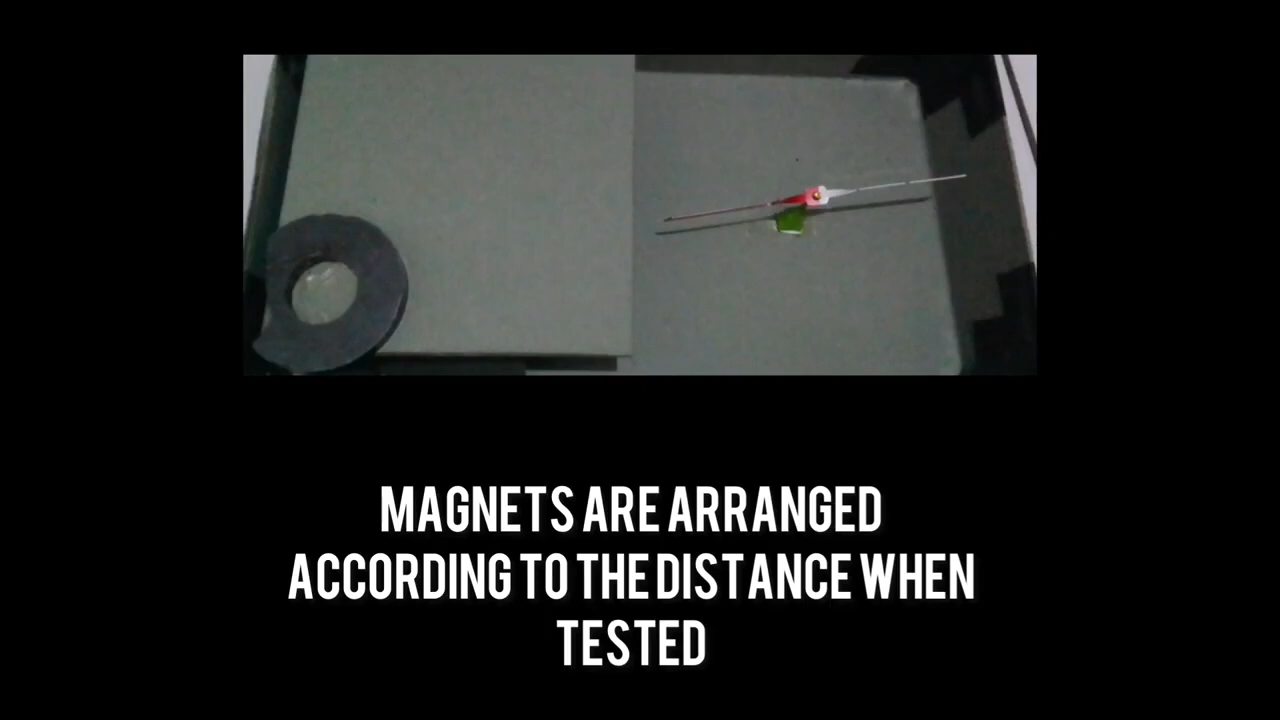 MAGNETS ARE ARRANGED
ACCORDING TO THE DISTANCE WHEN
TESTED